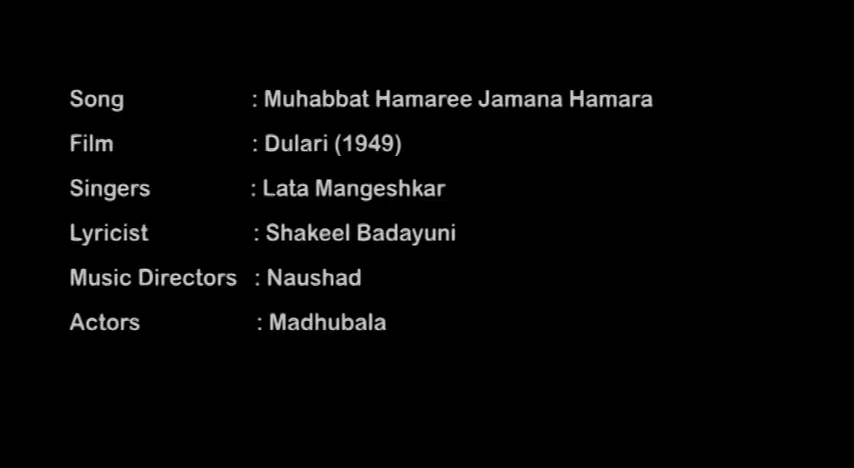 Song : Muhabbat Hamaree Jamana Hamara
Film : Dulari (1949)
Singers : Lata Mangeshkar
Lyricist : Shakeel Badayuni
Music Directors : Naushad
Actors : Madhubala